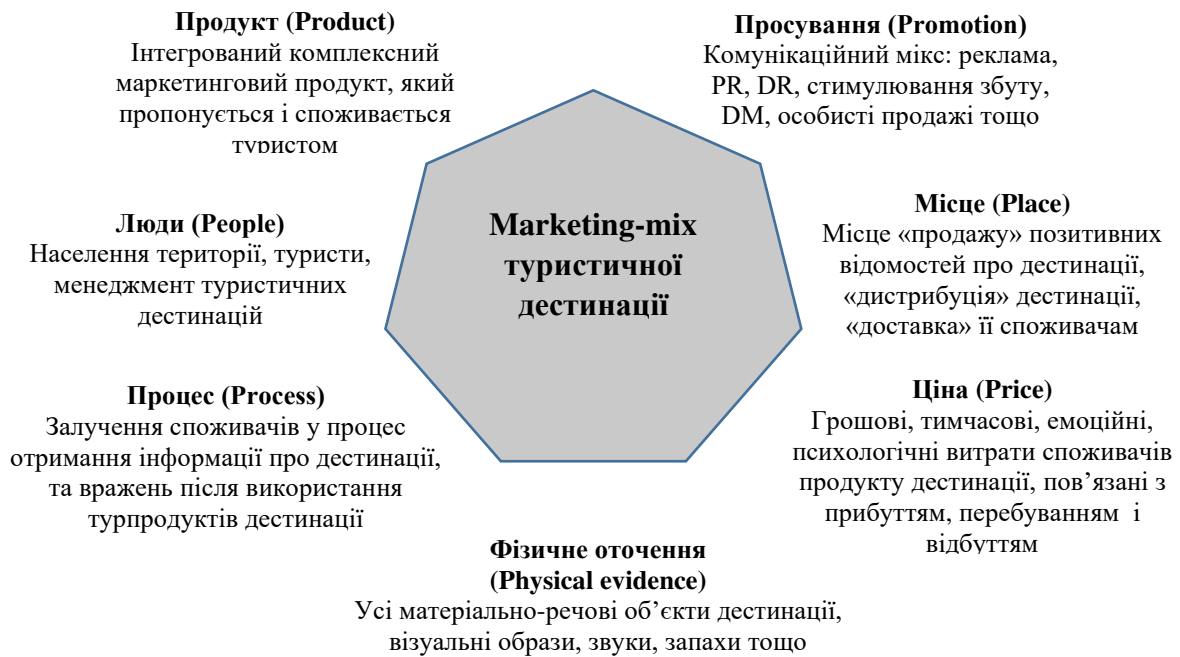 Продукт (Product)
Інтегрований комплексний
маркетинговий продукт, який
пропонується і споживається
туристом
Просування (Promotion)
Комунікаційний мікс: реклама,
PR, DR, стимулювання збуту,
DM, особисті продажі тощо
Люди (People)
Населення території, туристи,
менеджмент туристичних
дестинацій
Marketing-mix
туристичної
дестинації
Місце (Place)
Місце «продажу» позитивних
відомостей про дестинації,
«дистрибуція» дестинації,
«доставка» її споживачам
Процес (Process)
Залучення споживачів у процес
отримання інформації про дестинації,
та вражень після використання
турпродуктів дестинації
Ціна (Price)
Грошові, тимчасові, емоційні,
психологічні витрати споживачів
продукту дестинації, пов’язані з
прибуттям, перебуванням і
відбуттям
Фізичне оточення
(Physical evidence)
Усі матеріально-речові об’єкти дестинації,
візуальні образи, звуки, запахи тощо